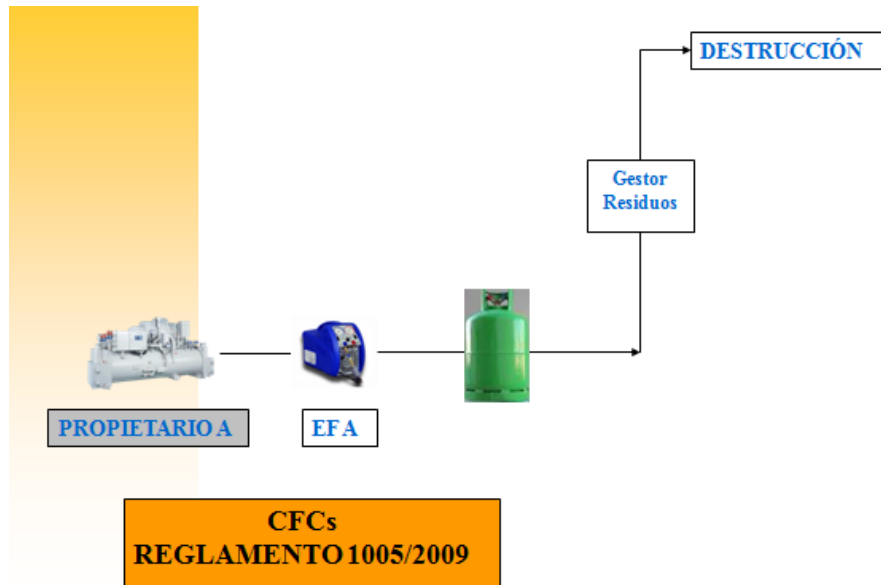 DESTRUCCIÓN
Gestor
Residuos
PROPIETARIO A
EF A
CFCs
REGLAMENTO 1005/2009